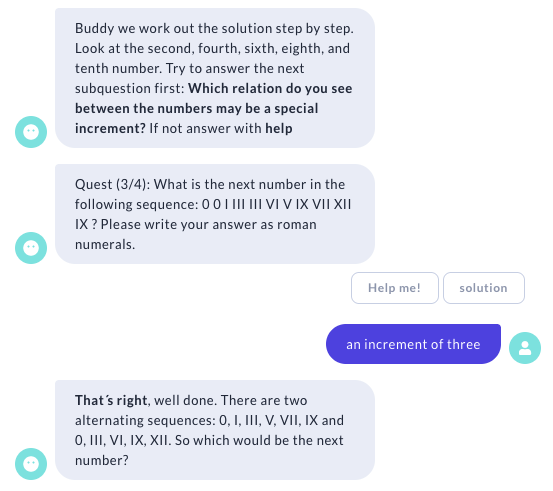 Buddy we work out the solution step by step.
Look at the second, fourth, sixth, eighth, and
tenth number. Try to answer the next
subquestion first: Which relation do you see
between the numbers may be a special
increment? If not answer with help
Quest (3/4): What is the next number in the
following sequence: 0 0 I III III VI V IX VII XII
IX ? Please write your answer as roman
numerals.
Help me!
solution
an increment of three
That´s right, well done. There are two
alternating sequences: 0, I, III, V, VII, IX and
0, III, VI, IX, XII. So which would be the next
number?